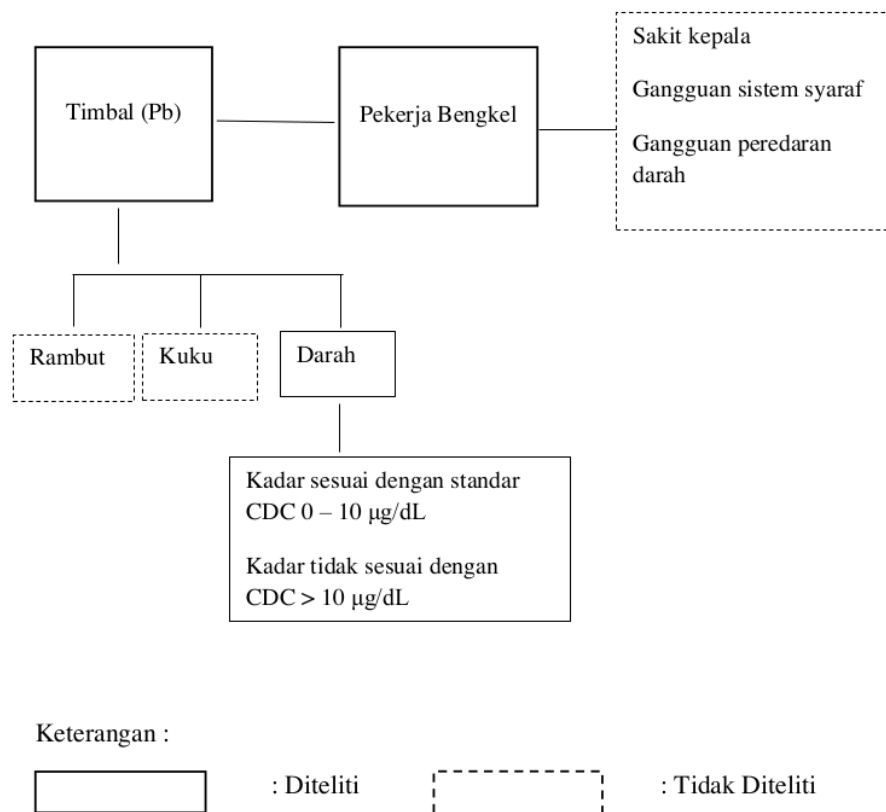 Timbal (Pb)
Pekerja Bengkel
Sakit kepala
Gangguan sistem syaraf
Gangguan peredaran
darah
Rambut
Kuku
Darah
Kadar sesuai dengan standar
CDC 0 – 10 μg/dL
Kadar tidak sesuai dengan
CDC > 10 μg/dL
Keterangan :
: Diteliti
: Tidak Diteliti